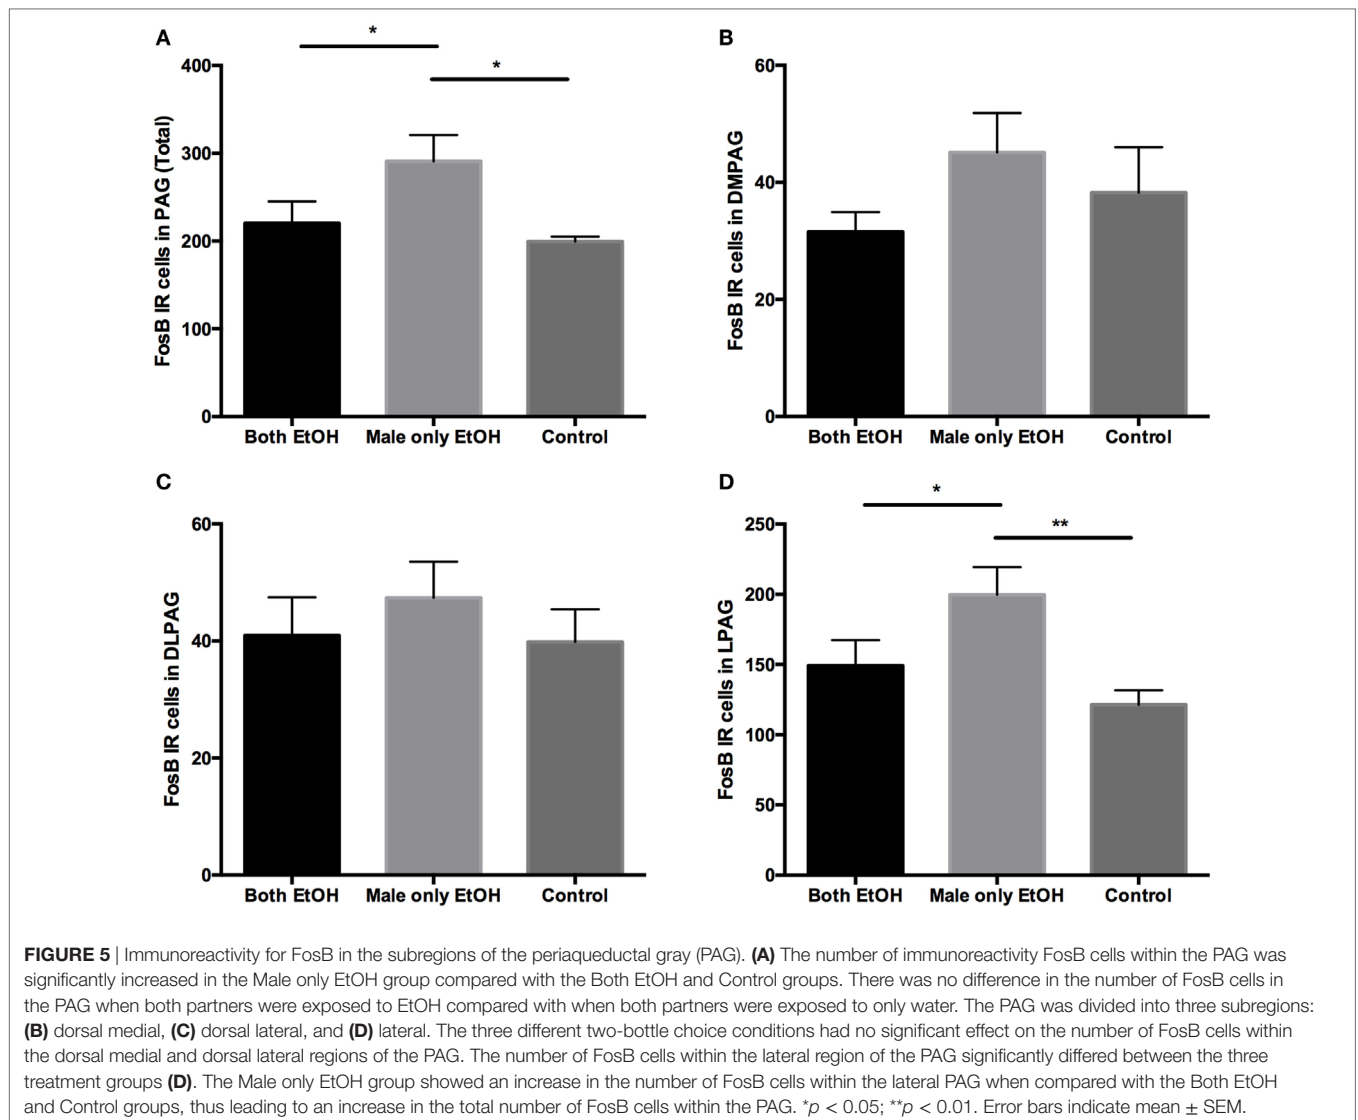 A
*
*
400
300
200
100
0
FosB IR cells in PAG (Total)
Both EtOH
Male only EtOH
Control
B
60
40
20
0
FosB IR cells in DMPAG
Both EtOH
Male only EtOH
Control
C
60
40
20
0
FosB IR cells in DLPAG
Both EtOH
Male only EtOH
Control
D
*
**
250
200
150
100
50
0
FosB IR cells in LPAG
Both EtOH
Male only EtOH
Control
FIGURE 5 | Immunoreactivity for FosB in the subregions of the periaqueductal gray (PAG). (A) The number of immunoreactivity FosB cells within the PAG was
significantly increased in the Male only EtOH group compared with the Both EtOH and Control groups. There was no difference in the number of FosB cells in
the PAG when both partners were exposed to EtOH compared with when both partners were exposed to only water. The PAG was divided into three subregions:
(B) dorsal medial, (C) dorsal lateral, and (D) lateral. The three different two-bottle choice conditions had no significant effect on the number of FosB cells within
the dorsal medial and dorsal lateral regions of the PAG. The number of FosB cells within the lateral region of the PAG significantly differed between the three
treatment groups (D). The Male only EtOH group showed an increase in the number of FosB cells within the lateral PAG when compared with the Both EtOH
and Control groups, thus leading to an increase in the total number of FosB cells within the PAG. *p < 0.05; **p < 0.01. Error bars indicate mean ± SEM.